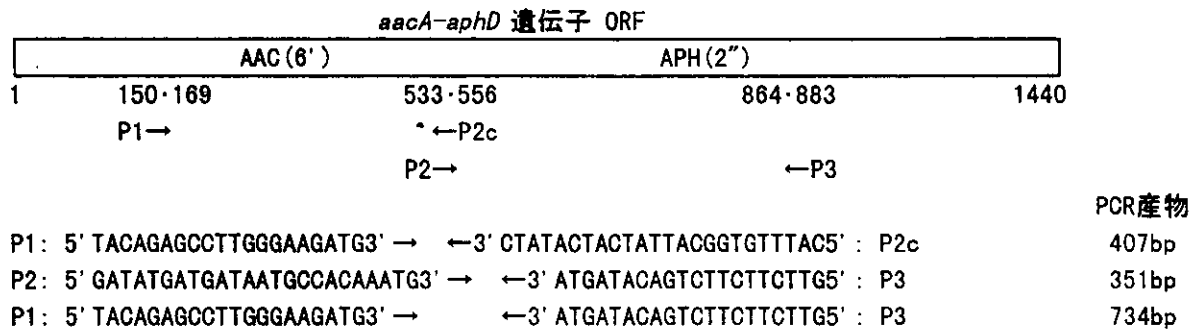 aacA-aphD 遺伝子 ORF
AAC(6') APH(2")
1 150・169 533・556 864・883 1440
P1→ ←P2c
P2→ ←P3
PCR産物
P1: 5' TACAGAGCCTTGGGAAGATG3' → ←3' CTATACTACTATTACGGTGTTTAC5' : P2c 407bp
P2: 5' GATATGATGATAATGCCACAAATG3' → ←3' ATGATACAGTCTTCTTCTTG5' : P3 351bp
P1: 5' TACAGAGCCTTGGGAAGATG3' → ←3' ATGATACAGTCTTCTTCTTG5' : P3 734bp